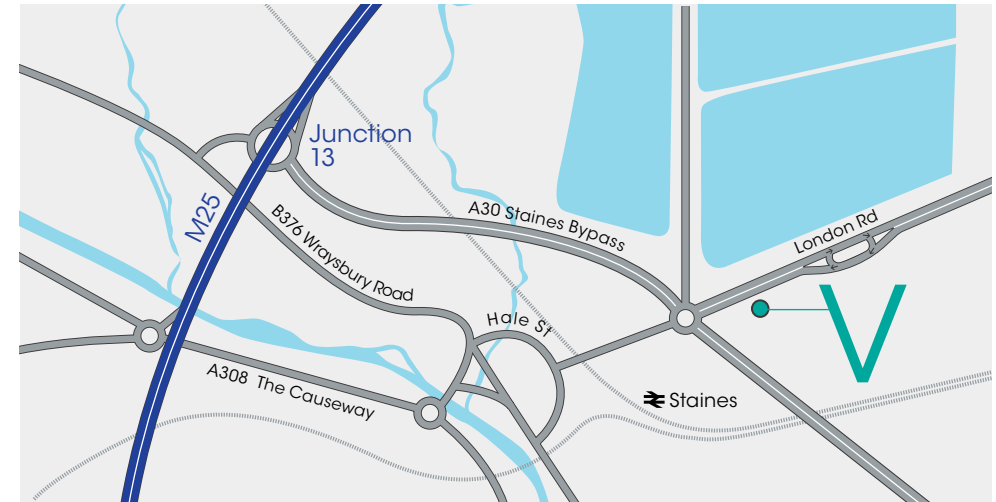 Junction
13
M25
A30 Staines Bypass
London Rd
B376 Wraysbury Road
Hale St
V
A308 The Causeway
Staines